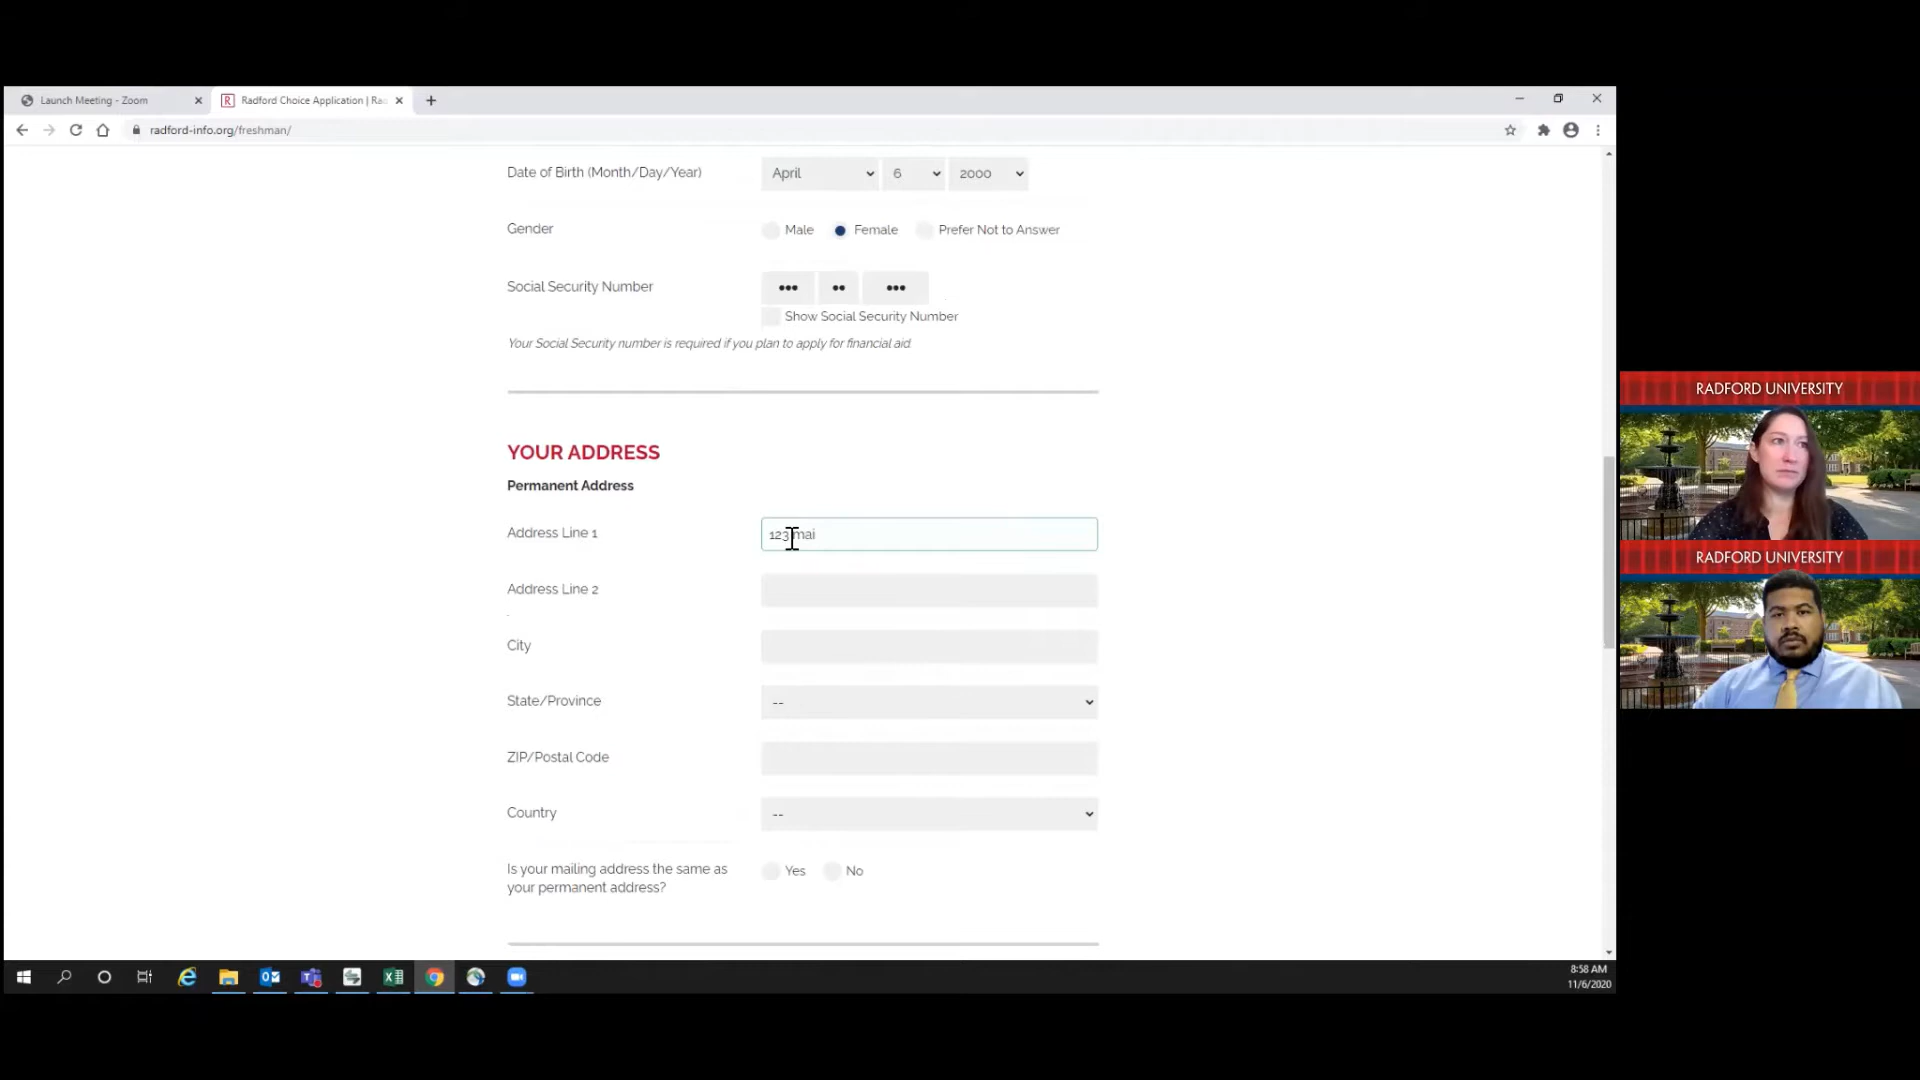 Launch Meeting - Zoom
Radford Choice Application | Ra
radford-info.org/freshman/
Date of Birth (Month/Day/Year)
April
6
2000
Gender
Male
Female
Prefer Not to Answer
Social Security Number
Show Social Security Number
Your Social Security number is required if you plan to apply for financial aid.
YOUR ADDRESS
Permanent Address
Address Line 1
123 mai
Address Line 2
City
State/Province
--
ZIP/Postal Code
Country
--
Is your mailing address the same as
your permanent address?
Yes
No
RADFORD UNIVERSITY
RADFORD UNIVERSITY
8:58 AM
11/6/2020